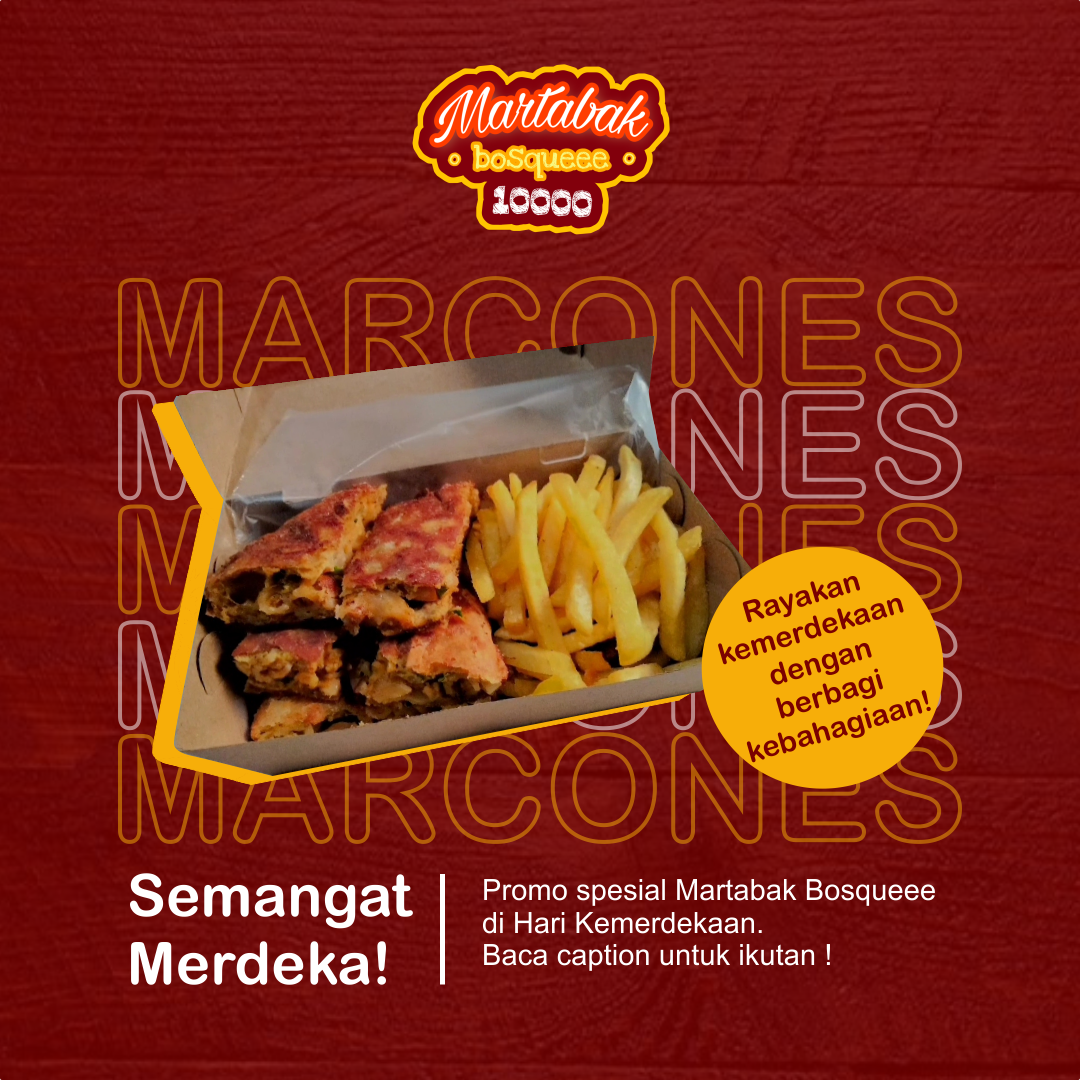 Martabak
bosqueee
10000
MARCONES
MARCONES
MARCONES
MARCONES
MARCONES
Rayakan
kemerdekaan
dengan
berbagi
kebahagiaan!
Semangat
Merdeka!
Promo spesial Martabak Bosqueee
di Hari Kemerdekaan.
Baca caption untuk ikutan !